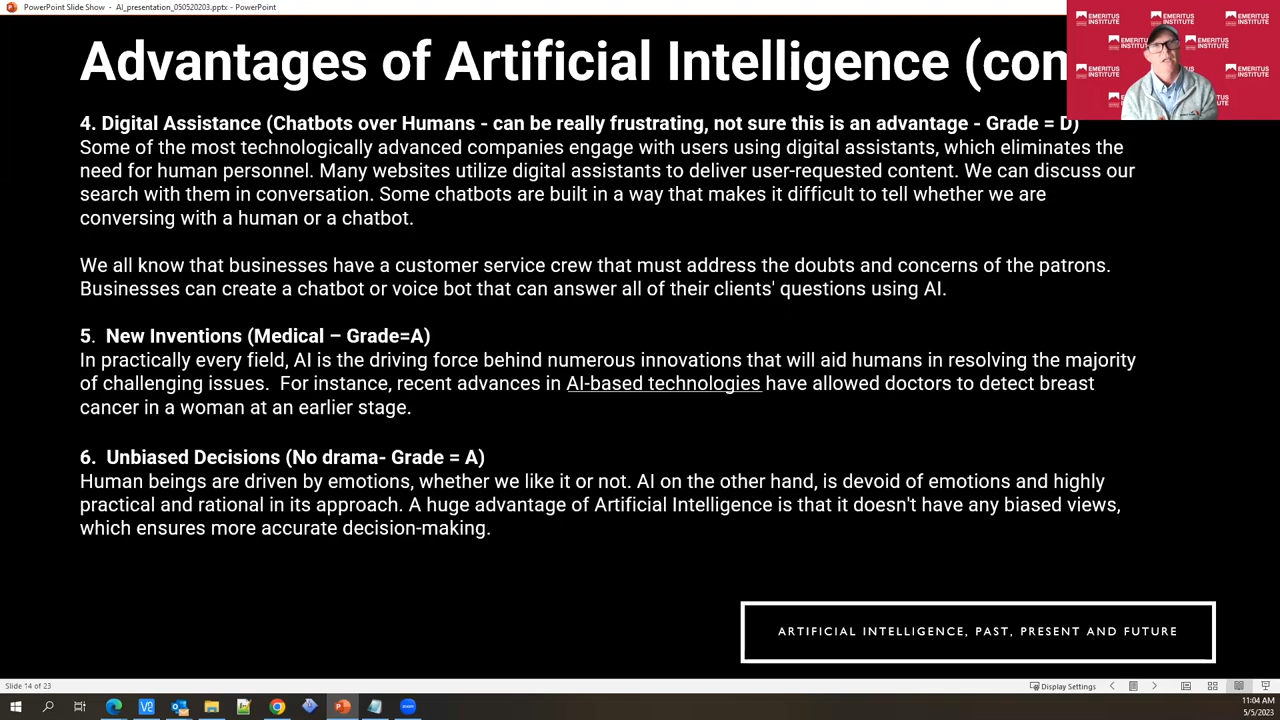 PowerPoint Slide Show - AI_presentation_050520203.pptx - PowerPoint
Advantages of Artificial Intelligence (con
EMERITUS INSTITUTE
EMERITUS INSTITUTE
EMERITUS INSTITUTE
EMERITUS INSTITUTE
EMERITUS INSTITUTE
EMERITUS INSTITUTE
4. Digital Assistance (Chatbots over Humans - can be really frustrating, not sure this is an advantage - Grade = D)
Some of the most technologically advanced companies engage with users using digital assistants, which eliminates the
need for human personnel. Many websites utilize digital assistants to deliver user-requested content. We can discuss our
search with them in conversation. Some chatbots are built in a way that makes it difficult to tell whether we are
conversing with a human or a chatbot.
We all know that businesses have a customer service crew that must address the doubts and concerns of the patrons.
Businesses can create a chatbot or voice bot that can answer all of their clients' questions using AI.
5. New Inventions (Medical – Grade=A)
In practically every field, AI is the driving force behind numerous innovations that will aid humans in resolving the majority
of challenging issues. For instance, recent advances in AI-based technologies have allowed doctors to detect breast
cancer in a woman at an earlier stage.
6. Unbiased Decisions (No drama- Grade = A)
Human beings are driven by emotions, whether we like it or not. AI on the other hand, is devoid of emotions and highly
practical and rational in its approach. A huge advantage of Artificial Intelligence is that it doesn't have any biased views,
which ensures more accurate decision-making.
ARTIFICIAL INTELLIGENCE, PAST, PRESENT AND FUTURE
Slide 14 of 23
Display Settings
11:04 AM
5/5/2023